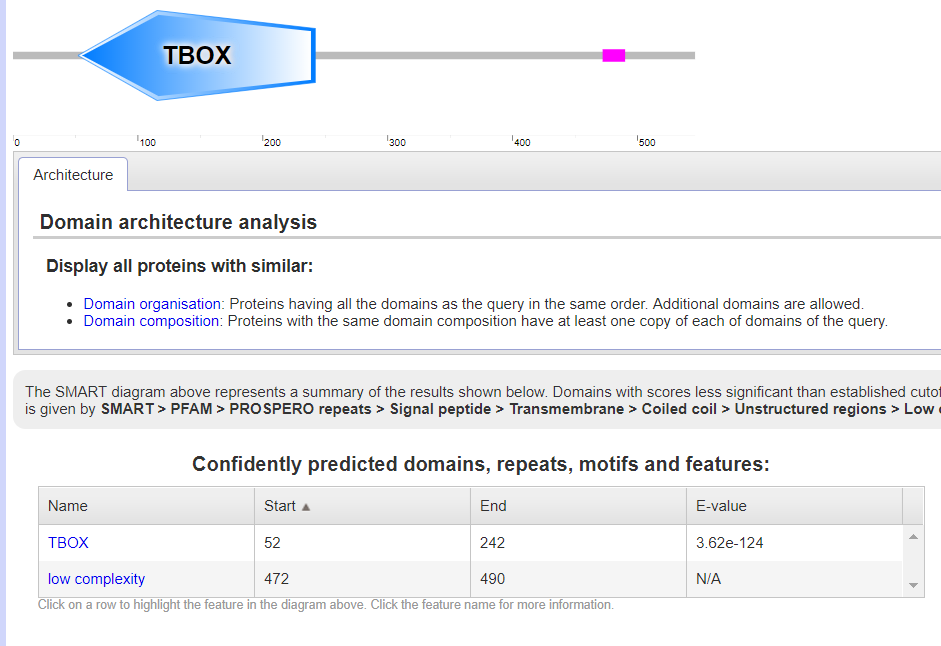 TBOX
0 100 200 300 400 500
Architecture
Domain architecture analysis
Display all proteins with similar:
• Domain organisation: Proteins having all the domains as the query in the same order. Additional domains are allowed.
• Domain composition: Proteins with the same domain composition have at least one copy of each of domains of the query.
The SMART diagram above represents a summary of the results shown below. Domains with scores less significant than established
is given by SMART > PFAM > PROSPERO repeats > Signal peptide > Transmembrane > Coiled coil > Unstructured regions > Low
Confidently predicted domains, repeats, motifs and features:
Name Start ▲ End E-value
TBOX 52 242 3.62e-124
low complexity 472 490 N/A
Click on a row to highlight the feature in the diagram above. Click the feature name for more information.